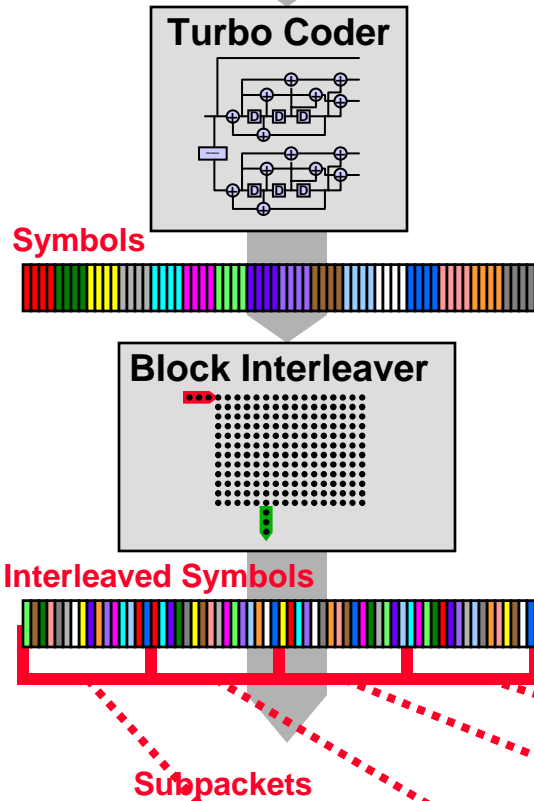 Turbo Coder
D D D
D D D
Symbols
Block Interleaver
Interleaved Symbols
Subpackets